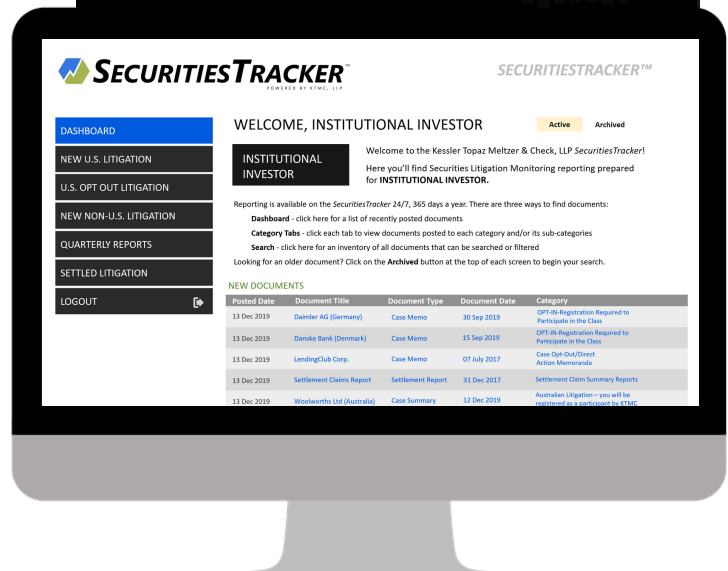 SECURITIESTRACKER™
POWERED BY KTMC, LLP
SECURITIESTRACKER™
DASHBOARD
NEW U.S. LITIGATION
U.S. OPT OUT LITIGATION
NEW NON-U.S. LITIGATION
QUARTERLY REPORTS
SETTLED LITIGATION
LOGOUT
WELCOME, INSTITUTIONAL INVESTOR
Active Archived
INSTITUTIONAL
INVESTOR
Welcome to the Kessler Topaz Meltzer & Check, LLP SecuritiesTracker!
Here you'll find Securities Litigation Monitoring reporting prepared
for INSTITUTIONAL INVESTOR.
Reporting is available on the SecuritiesTracker 24/7, 365 days a year. There are three ways to find documents:
Dashboard - click here for a list of recently posted documents
Category Tabs - click each tab to view documents posted to each category and/or its sub-categories
Search - click here for an inventory of all documents that can be searched or filtered
Looking for an older document? Click on the Archived button at the top of each screen to begin your search.
NEW DOCUMENTS
Posted Date Document Title Document Type Document Date Category
13 Dec 2019 Daimler AG (Germany) Case Memo 30 Sep 2019 OPT-IN-Registration Required to
Participate in the Class
13 Dec 2019 Danske Bank (Denmark) Case Memo 15 Sep 2019 OPT-IN-Registration Required to
Participate in the Class
13 Dec 2019 LendingClub Corp. Case Memo 07 July 2017 Case Opt-Out/Direct
Action Memoranda
13 Dec 2019 Settlement Claims Report Settlement Report 31 Dec 2017 Settlement Claim Summary Reports
13 Dec 2019 Woolworths Ltd (Australia) Case Summary 12 Dec 2019 Australian Litigation – you will be
registered as a participant by KTMC